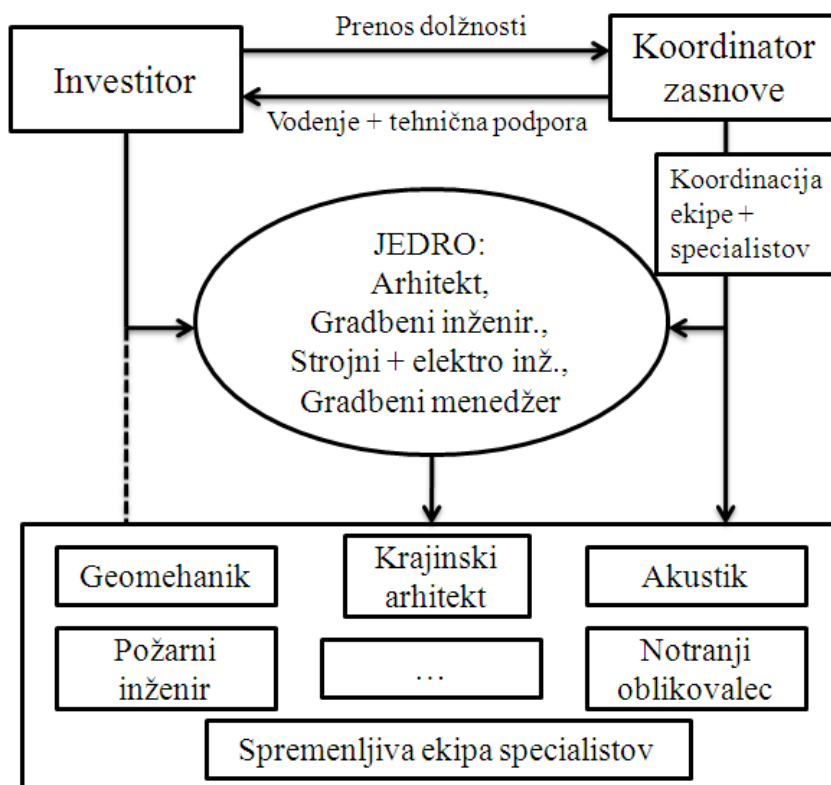 Prenos dolžnosti
Investitor
Koordinator
zasnove
Vodenje + tehnična podpora
Koordinacija
ekipe +
specialistov
JEDRO:
Arhitekt,
Gradbeni inženir.,
Strojni + elektro inž.,
Gradbeni menedžer
Geomehanik
Krajinski
arhitekt
Akustik
Požarni
inženir
…
Notranji
oblikovalec
Spremenljiva ekipa specialistov